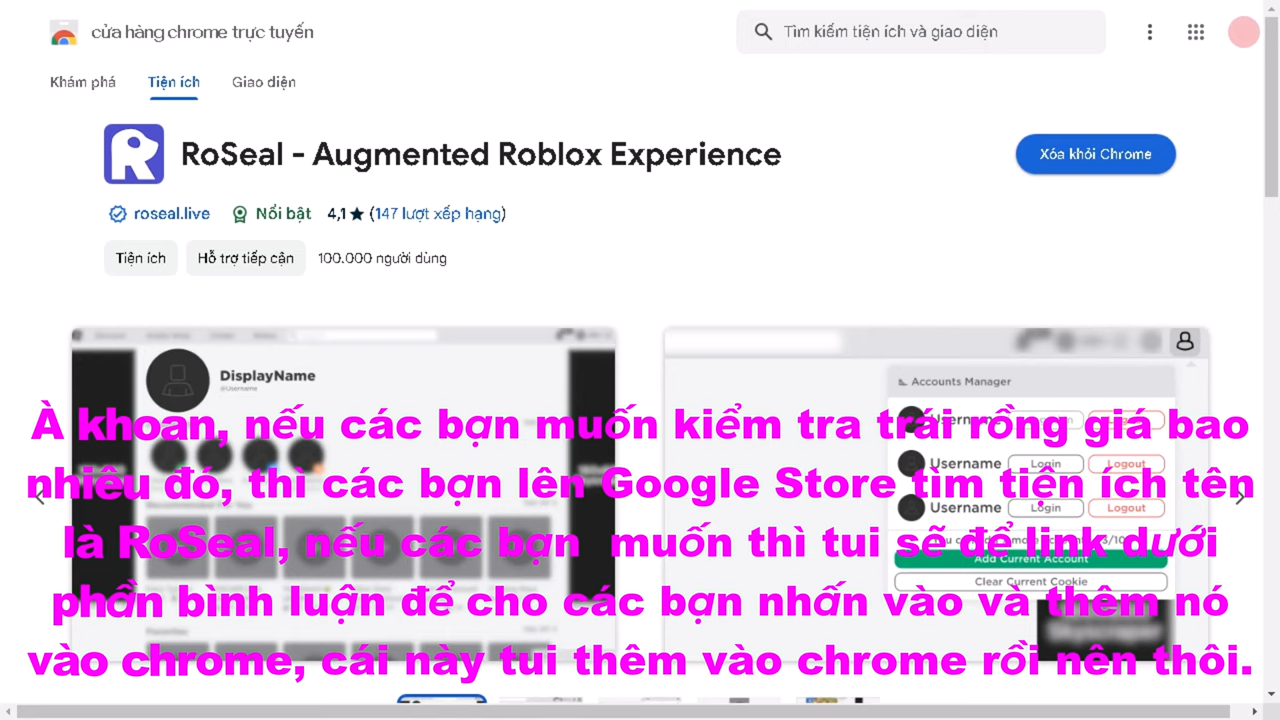 cửa hàng chrome trực tuyến
Tìm kiếm tiện ích và giao diện
Khám phá
Tiện ích
Giao diện
RoSeal - Augmented Roblox Experience
Xóa khỏi Chrome
roseal.live
Nổi bật
4,1★ (147 lượt xếp hạng)
Tiện ích
Hỗ trợ tiếp cận
100.000 người dùng
DisplayName
@Username
Accounts Manager
À khoan, nếu các bạn muốn kiểm tra trái rồng giá bao
nhiêu đó, thì các bạn lên Google Store tìm tiện ích tên
là RoSeal, nếu các bạn muốn thì tui sẽ để link dưới
phần bình luận để cho các bạn nhấn vào và thêm nó
vào chrome, cái này tui thêm vào chrome rồi nên thôi.
Username
Username Login Logout
Username Login Logout
Add Current Account
Clear Current Cookie